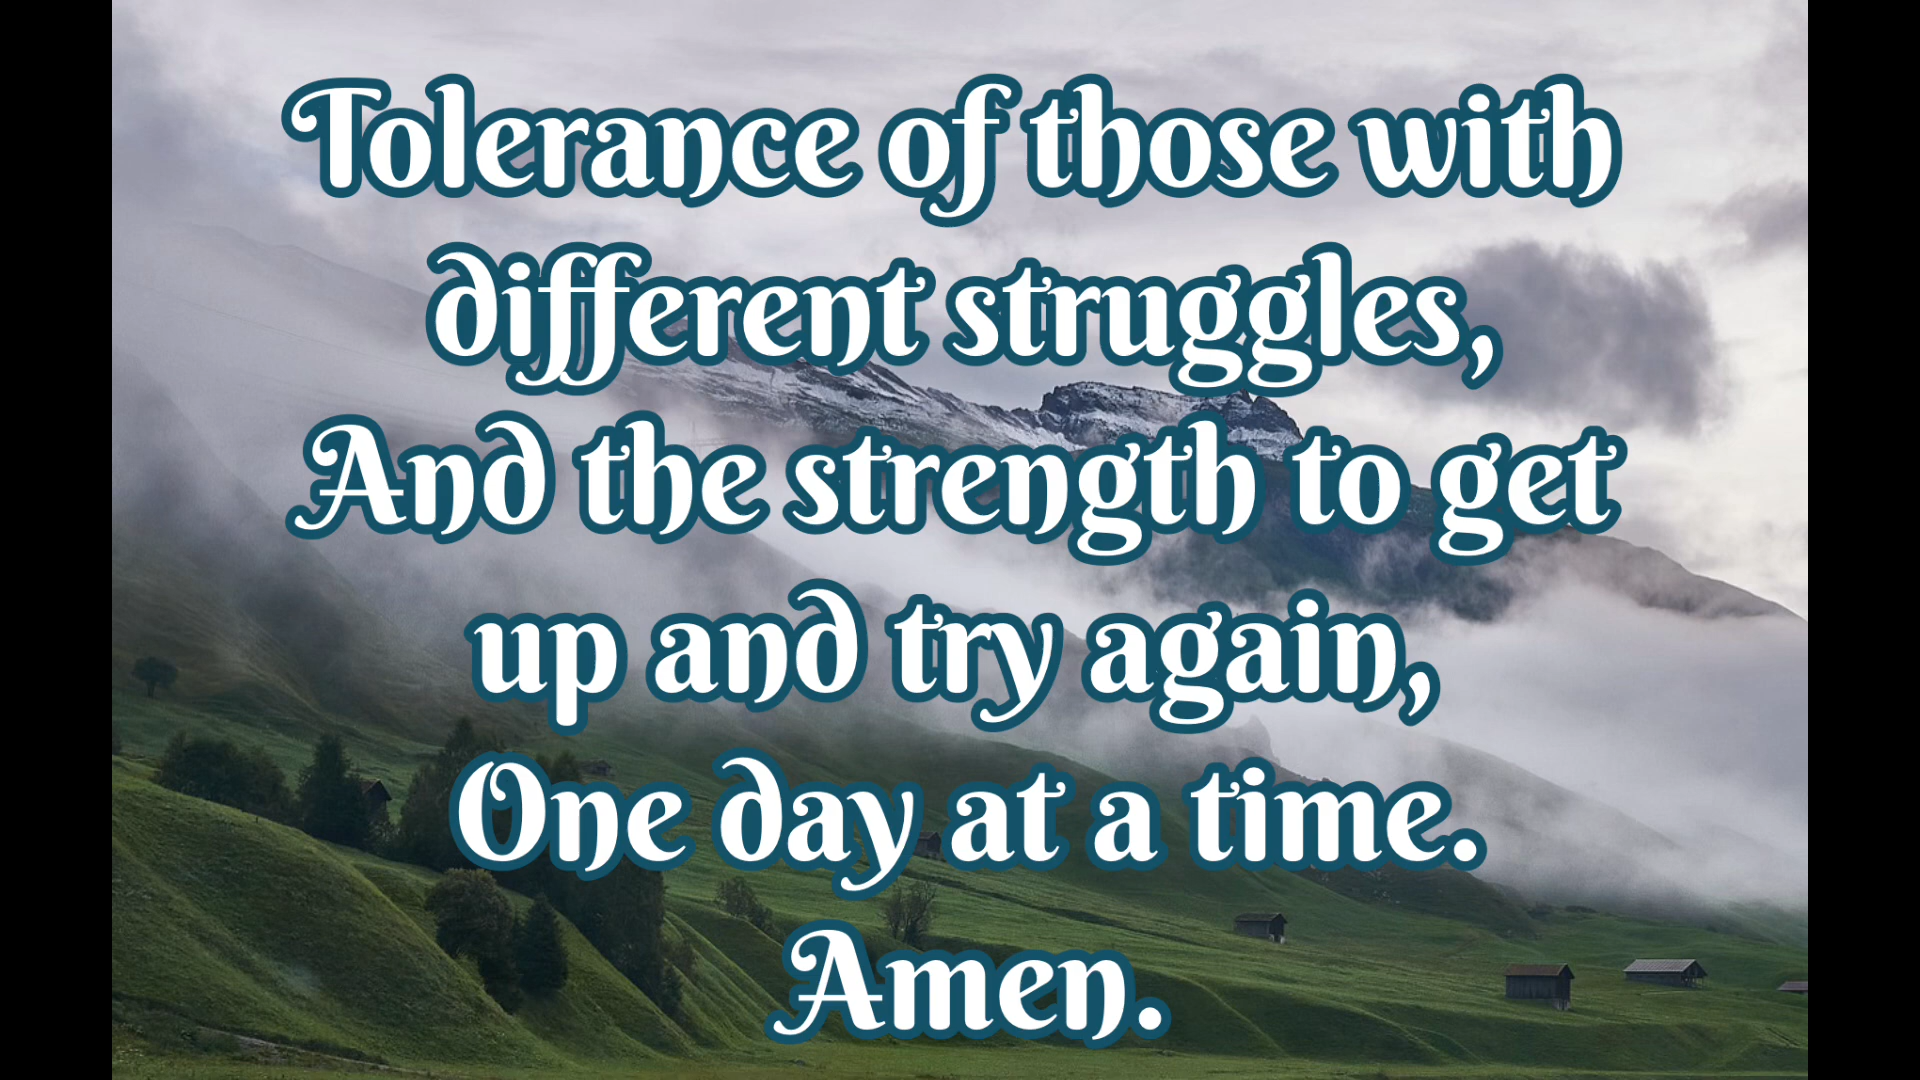 Tolerance of those with
different struggles,
And the strength to get
up and try again,
One day at a time.
Amen.